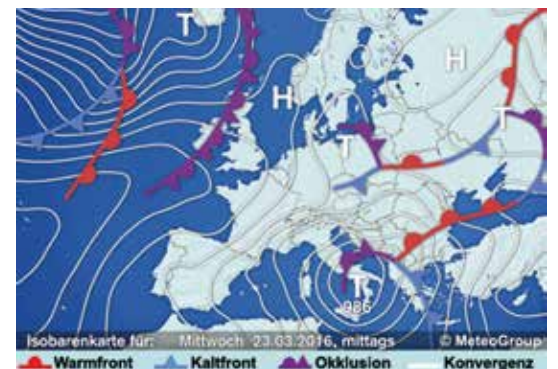 T
H
H
T
T
T
986
Isobarenkarte für: Mittwoch 23.03.2016, mittags © MeteoGroup
Warmfront Kaltfront Okklusion Konvergenz